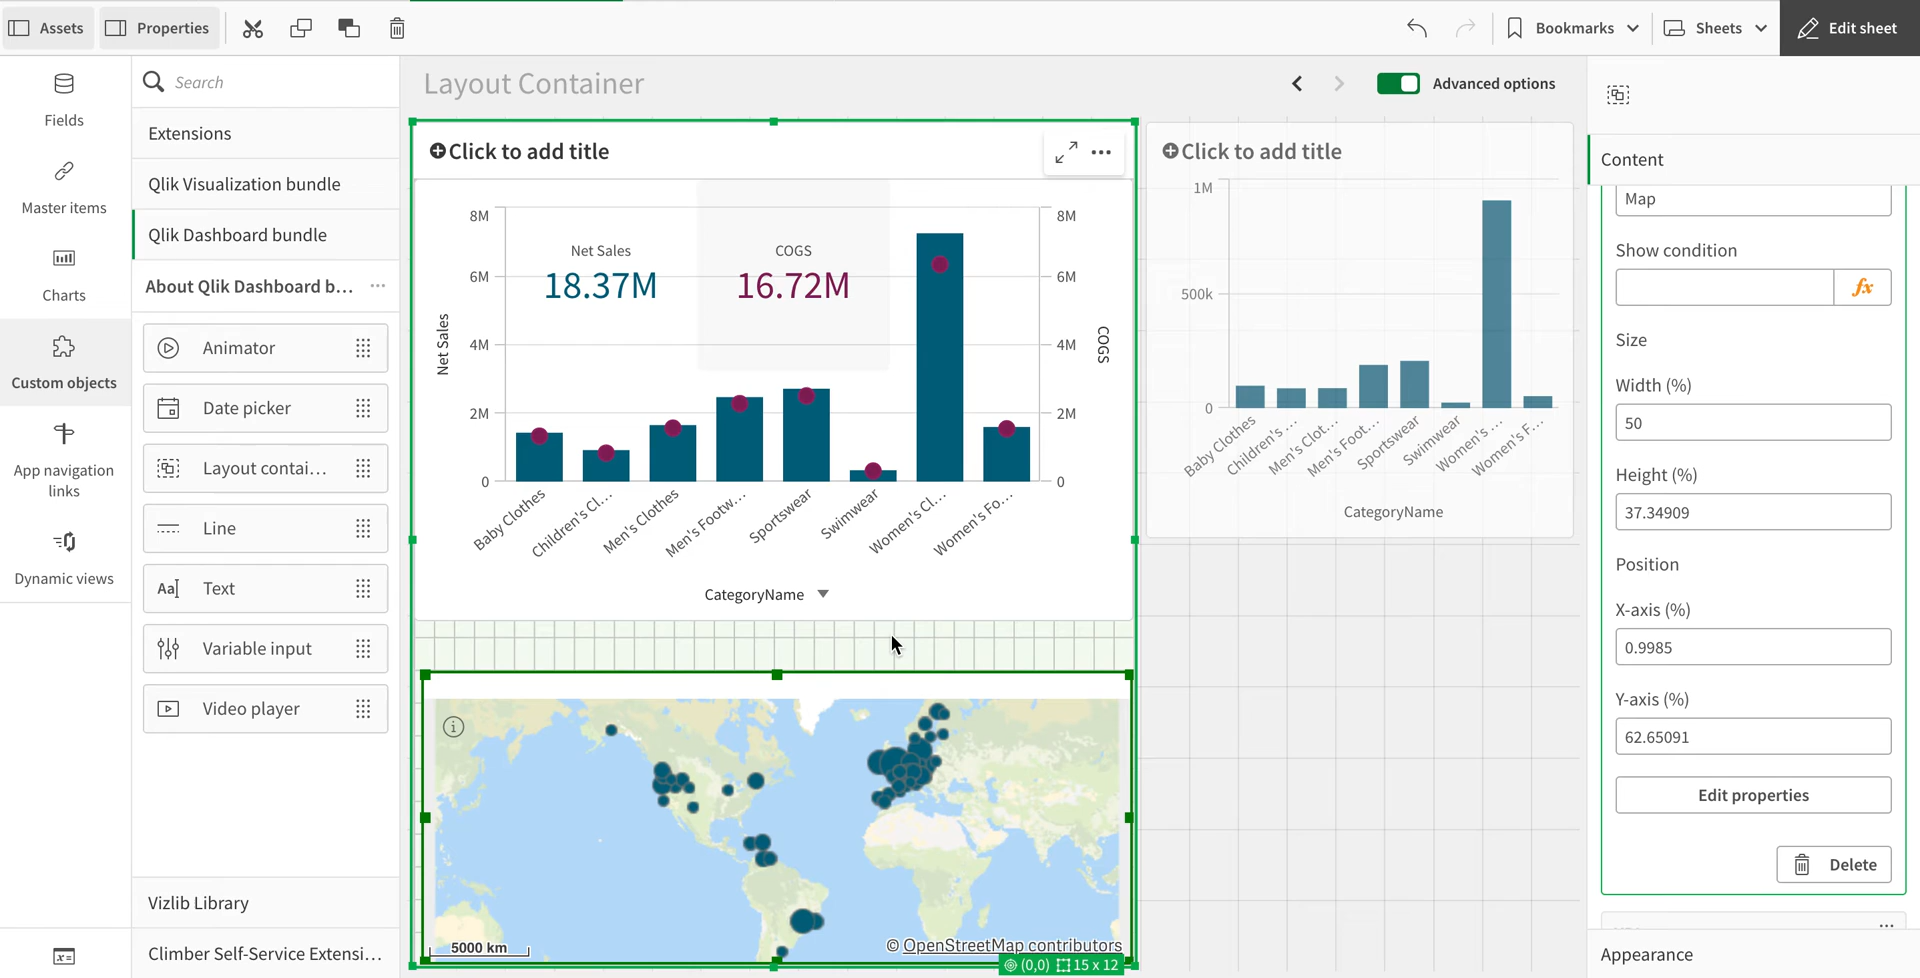 Assets
Properties
Bookmarks
Sheets
Edit sheet
Fields
Master items
Charts
Custom objects
App navigation
links
Dynamic views
Search
Extensions
Qlik Visualization bundle
Qlik Dashboard bundle
About Qlik Dashboard b...
Animator
Date picker
Layout contai...
Line
Text
Variable input
Video player
Vizlib Library
Climber Self-Service Extensi...
Layout Container
Advanced options
Click to add title
Net Sales
18.37M
COGS
16.72M
8M
6M
4M
2M
0
Net Sales
8M
6M
4M
2M
0
COGS
Baby Clothes
Children's Cl...
Men's Clothes
Men's Footw...
Sportswear
Swimwear
Women's Cl...
Women's Fo...
CategoryName
5000 km
© OpenStreetMap contributors
(0,0) 15 x 12
Click to add title
1M
500k
0
Baby Clothes
Children's ...
Men's Clot...
Men's Foot...
Sportswear
Swimwear
Women's ...
Women's F...
CategoryName
Content
Map
Show condition
fx
Size
Width (%)
50
Height (%)
37.34909
Position
X-axis (%)
0.9985
Y-axis (%)
62.65091
Edit properties
Delete
Appearance